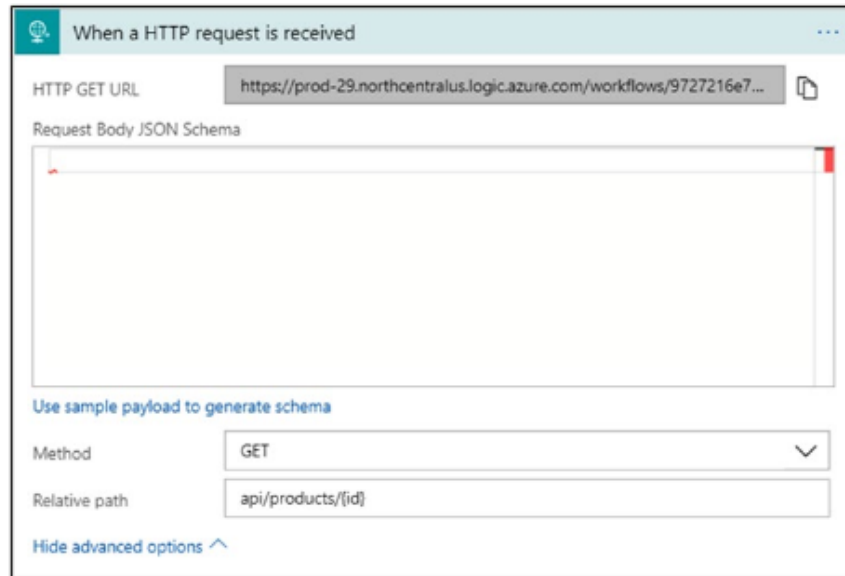 When a HTTP request is received
HTTP GET URL https://prod-29.northcentralus.logic.azure.com/workflows/9727216e7...
Request Body JSON Schema
Use sample payload to generate schema
Method GET
Relative path api/products/{id}
Hide advanced options